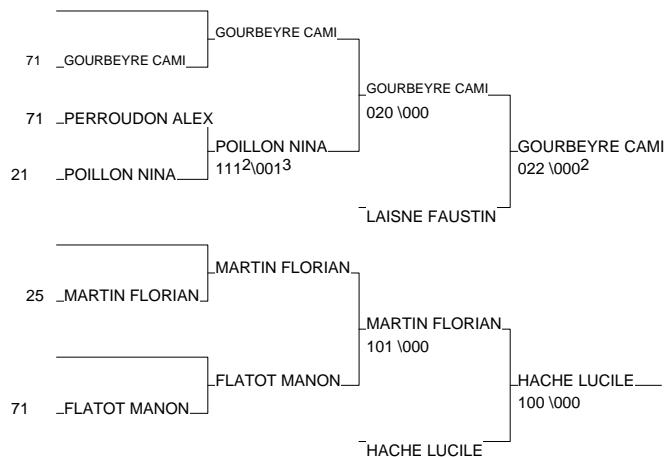 GOURBEYRE CAMI
71 GOURBEYRE CAMI
GOURBEYRE CAMI
020 \000
71 PERROUDON ALEX
POILLON NINA
1112\0013
GOURBEYRE CAMI
022 \0002
21 POILLON NINA
LAISNE FAUSTIN
MARTIN FLORIAN
25 MARTIN FLORIAN
MARTIN FLORIAN
101 \000
FLATOT MANON
HACHE LUCILE
100 \000
71 FLATOT MANON
HACHE LUCILE